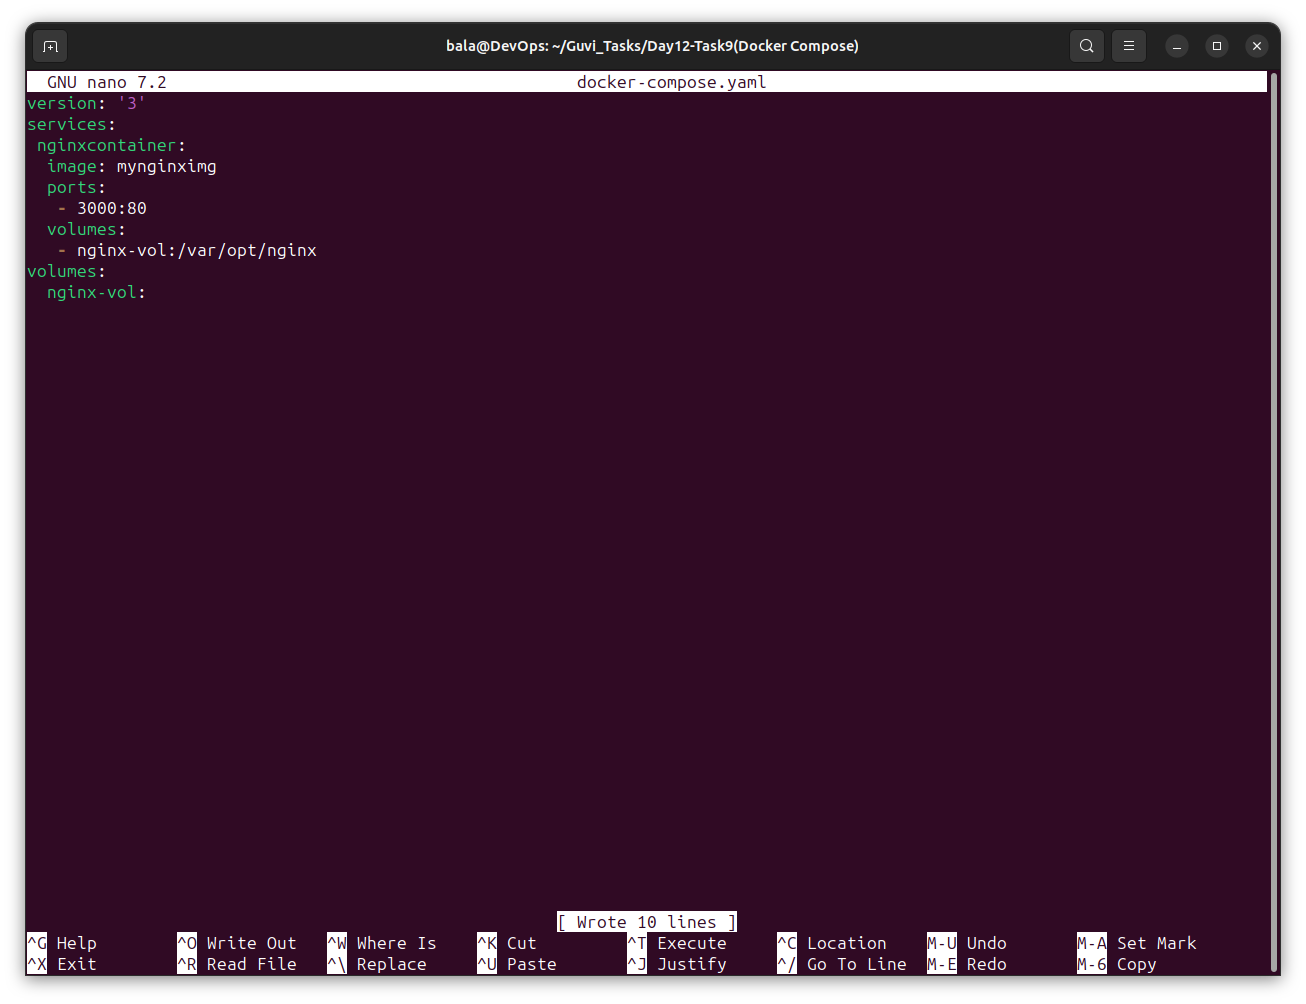 bala@DevOps: ~/Guvi_Tasks/Day12-Task9(Docker Compose)
GNU nano 7.2 docker-compose.yaml
version: '3'
services:
 nginxcontainer:
  image: mynginximg
  ports:
   - 3000:80
  volumes:
   - nginx-vol:/var/opt/nginx
volumes:
  nginx-vol:
[ Wrote 10 lines ]
^G Help ^O Write Out ^W Where Is ^K Cut ^T Execute ^C Location M-U Undo M-A Set Mark
^X Exit ^R Read File ^\ Replace ^U Paste ^J Justify ^/ Go To Line M-E Redo M-6 Copy